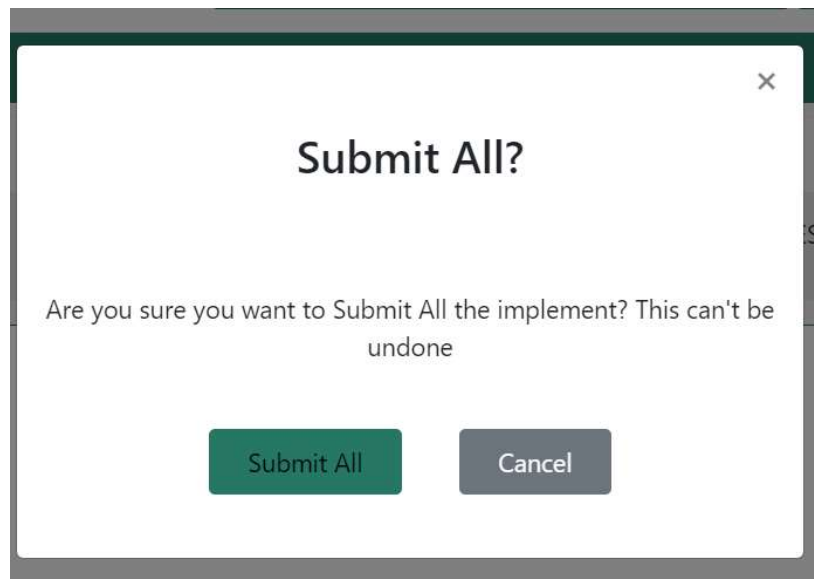 Submit All?
Are you sure you want to Submit All the implement? This can't be
undone
Submit All
Cancel